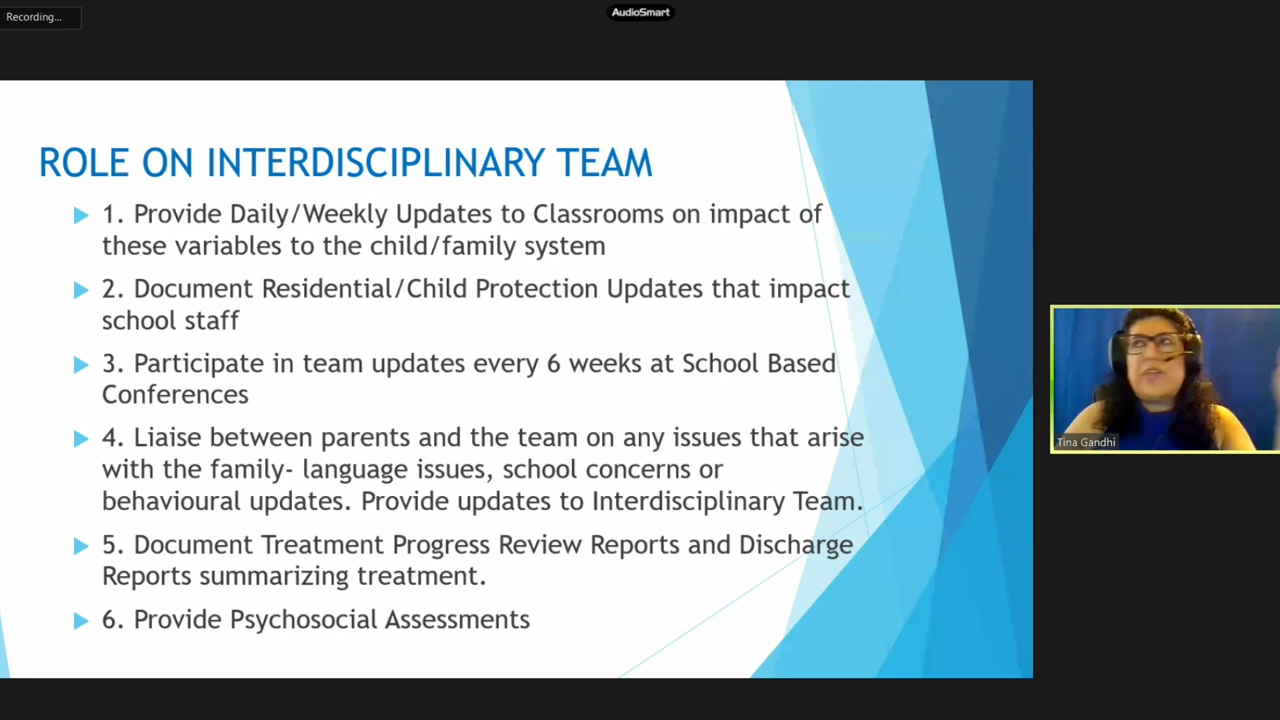 Recording...
AudioSmart
ROLE ON INTERDISCIPLINARY TEAM
1. Provide Daily/Weekly Updates to Classrooms on impact of
these variables to the child/family system
2. Document Residential/Child Protection Updates that impact
school staff
3. Participate in team updates every 6 weeks at School Based
Conferences
4. Liaise between parents and the team on any issues that arise
with the family- language issues, school concerns or
behavioural updates. Provide updates to Interdisciplinary Team.
5. Document Treatment Progress Review Reports and Discharge
Reports summarizing treatment.
6. Provide Psychosocial Assessments
Tina Gandhi